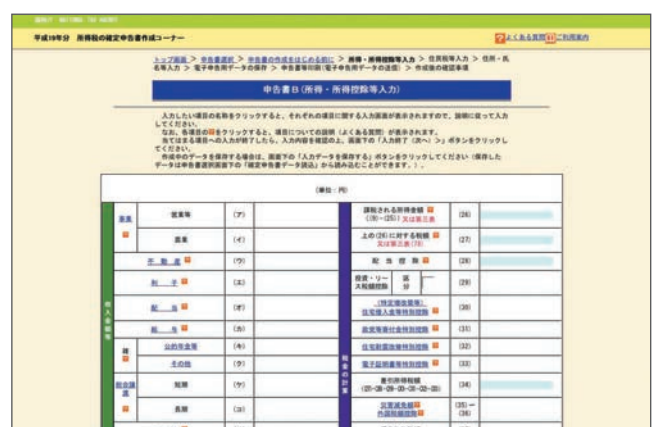 平成19年分 所得税の確定申告書作成コーナー
よくある質問 ご利用案内
トップ画面 > 申告書選択 > 申告書の作成をはじめる前に > 所得・所得控除等入力 > 住民税等入力 > 住所・氏
名等入力 > 電子申告用データの保存 > 申告書等印刷(電子申告用データの送信) > 作成後の確認事項
申告書B(所得・所得控除等入力)
入力したい項目の名称をクリックすると、それぞれの項目に関する入力画面が表示されますので、説明に従って入力
してください。
なお、各項目の?をクリックすると、項目についての説明(よくある質問)が表示されます。
当てはまる項目への入力が終了したら、入力内容を確認の上、画面下の「入力終了(次へ)>」ボタンをクリックし
てください。
作成中のデータを保存する場合は、画面下の「入力データを保存する」ボタンをクリックしてください(保存した
データは申告書選択画面下の「確定申告書データ読込」から読み込むことができます。)。
(単位:円)
収入金額等
事業
営業等 (ア)
農業 (イ)
不動産 (ウ)
利子 (エ)
配当 (オ)
給与 (カ)
雑
公的年金等 (キ)
その他 (ク)
総合譲渡
短期 (ケ)
長期 (コ)
税金の計算
課税される所得金額 (26)
((9)-(25)) 又は第三表
上の(26)に対する税額 (27)
又は第三表(78)
配当控除 (28)
投資・リース税額控除 区分 (29)
(特定増改築等) (30)
住宅借入金等特別控除
政党等寄付金特別控除 (31)
住宅耐震改修特別控除 (32)
電子証明書等特別控除 (33)
差引所得税額 (34)
災害減免額 (35)-
外国税額控除 (36)